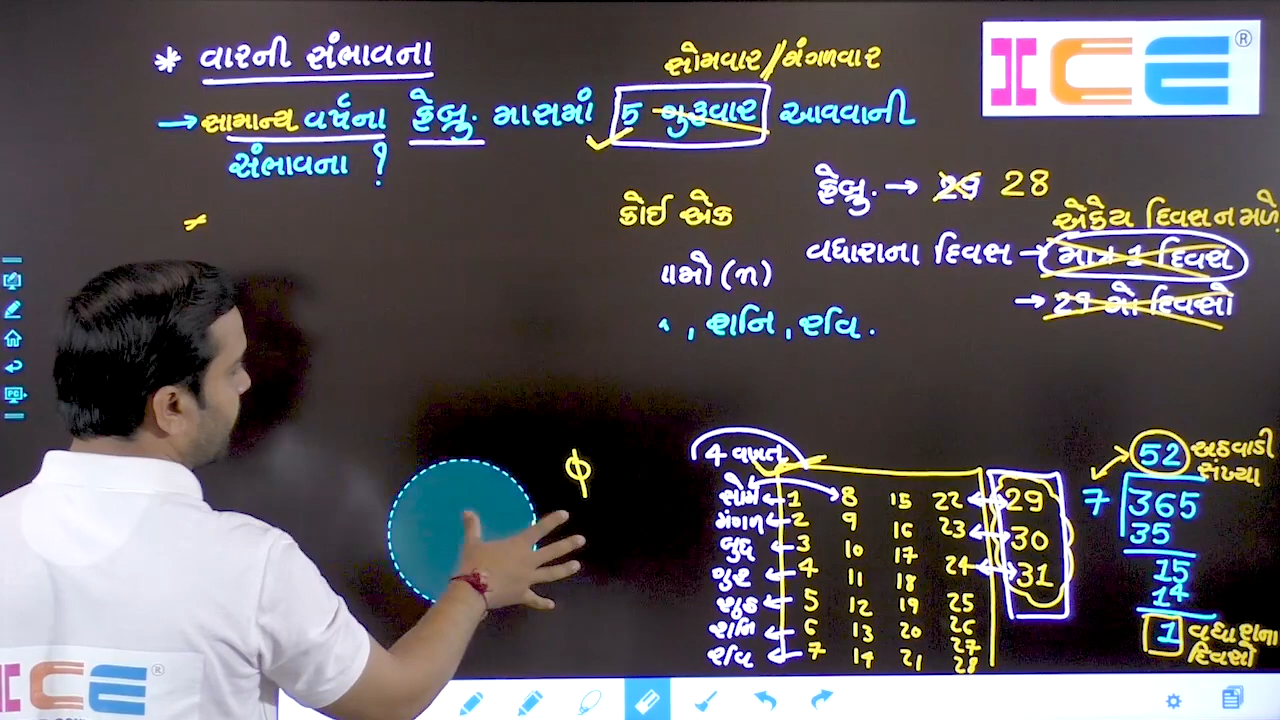 * વારની સંભાવના
સોમવાર//મંગળવાર
→ સામાન્ય વર્ષના ફેબ્રુ. માસમાં 5 ગુરૂવાર આવવાની
સંભાવના ?
ICE ®
ફેબ્રુ. → 29 28
કોઈ એક
એકેય દિવસ ન મળે
વધારાના દિવસ → માત્ર 1 દિવસ
→ 29 મો દિવસો
મો (n)
, શનિ, રવિ.
ϕ
4 વખત
સોમ ← 1 8 15 22 ↔ 29
મંગળ ← 2 9 16 23 ↔ 30
બુધ ← 3 10 17 24 ↔ 31
ગુરૂ ← 4 11 18
શુક્ર ← 5 12 19 25
શનિ ← 6 13 20 26
રવિ ← 7 14 21 27
28
52 અઠવાડી
સંખ્યા
7 365
35
15
14
1 વધારાના
દિવસો
ICE ®